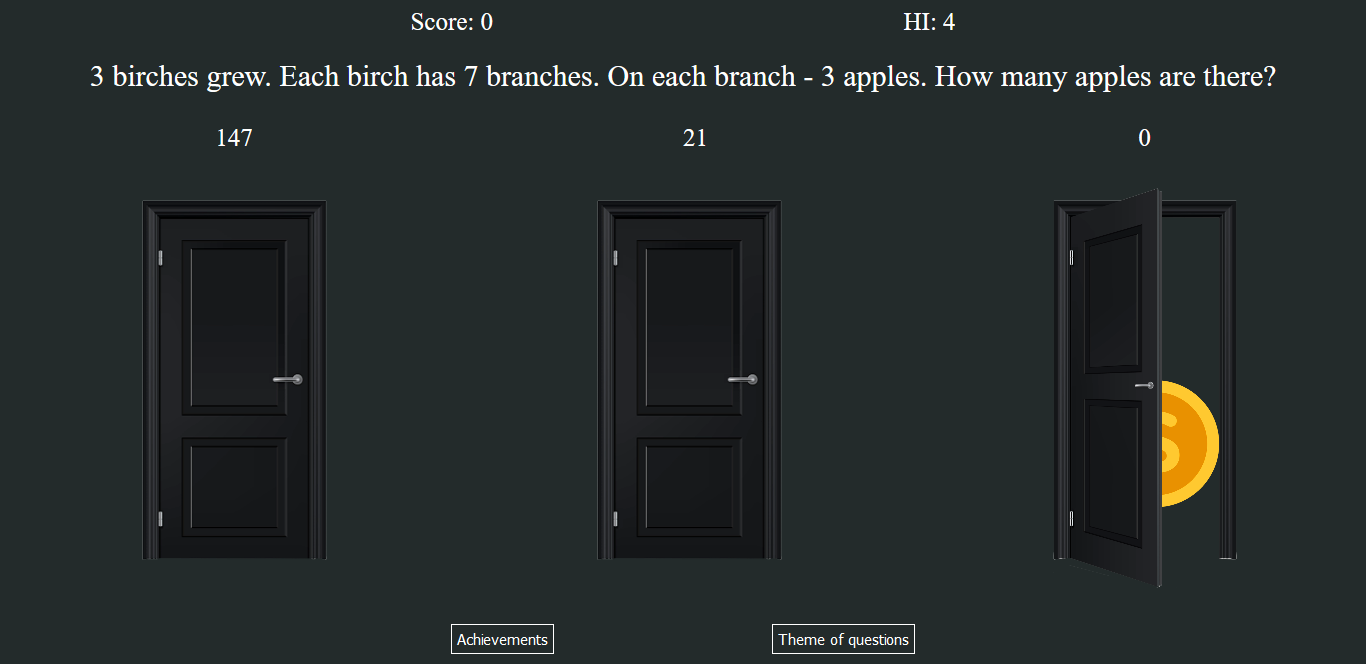 Score: 0 HI: 4
3 birches grew. Each birch has 7 branches. On each branch - 3 apples. How many apples are there?
147 21 0
$
Achievements Theme of questions